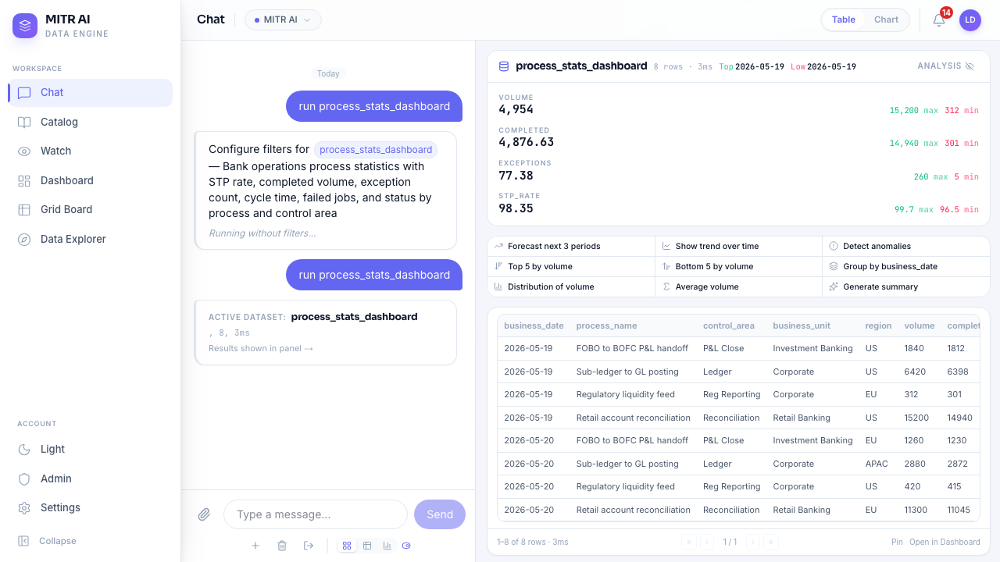 MITR AI
DATA ENGINE
WORKSPACE
Chat
Catalog
Watch
Dashboard
Grid Board
Data Explorer
ACCOUNT
Light
Admin
Settings
Collapse
Chat
MITR AI
Table Chart
14
LD
Today
run process_stats_dashboard
Configure filters for process_stats_dashboard
— Bank operations process statistics with
STP rate, completed volume, exception
count, cycle time, failed jobs, and status by
process and control area
Running without filters...
run process_stats_dashboard
ACTIVE DATASET: process_stats_dashboard
, 8, 3ms
Results shown in panel →
Type a message...
Send
process_stats_dashboard 8 rows · 3ms Top 2026-05-19 Low 2026-05-19 ANALYSIS
VOLUME
4,954 15,200 max 312 min
COMPLETED
4,876.63 14,940 max 301 min
EXCEPTIONS
77.38 260 max 5 min
STP_RATE
98.35 99.7 max 96.5 min
Forecast next 3 periods Show trend over time Detect anomalies
Top 5 by volume Bottom 5 by volume Group by business_date
Distribution of volume Average volume Generate summary
business_date process_name control_area business_unit region volume complet
2026-05-19 FOBO to BOFC P&L handoff P&L Close Investment Banking US 1840 1812
2026-05-19 Sub-ledger to GL posting Ledger Corporate US 6420 6398
2026-05-19 Regulatory liquidity feed Reg Reporting Corporate EU 312 301
2026-05-19 Retail account reconciliation Reconciliation Retail Banking US 15200 14940
2026-05-20 FOBO to BOFC P&L handoff P&L Close Investment Banking EU 1260 1230
2026-05-20 Sub-ledger to GL posting Ledger Corporate APAC 2880 2872
2026-05-20 Regulatory liquidity feed Reg Reporting Corporate US 420 415
2026-05-20 Retail account reconciliation Reconciliation Retail Banking EU 11300 11045
1–8 of 8 rows · 3ms « ‹ 1 / 1 › » Pin Open in Dashboard